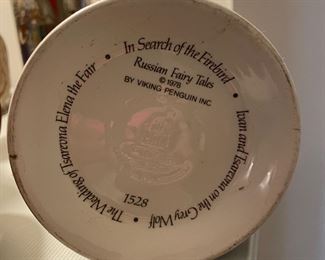 • In Search of the Firebird •
Ivan and Tsarevna on the Grey Wolf •
The Wedding of Tsarevna Elena the Fair
Russian Fairy Tales
© 1978
BY VIKING PENGUIN INC
1528